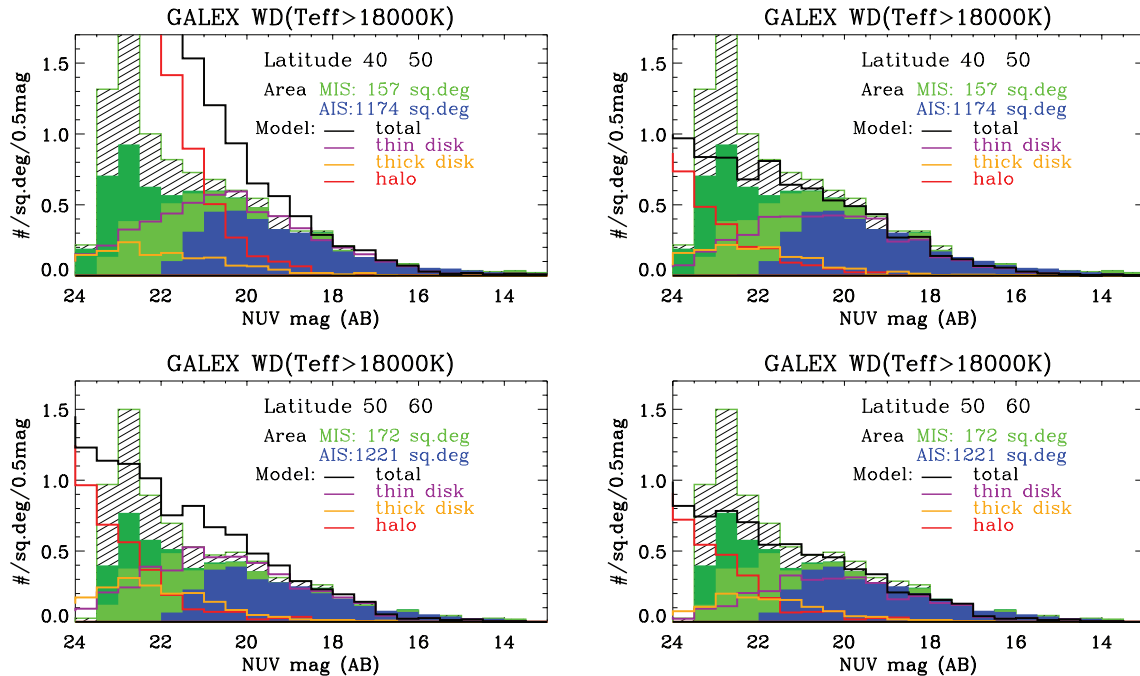 GALEX WD(Teff>18000K)
Latitude 40 50
Area MIS: 157 sq.deg
AIS:1174 sq.deg
Model: total
thin disk
thick disk
halo
#/sq.deg/0.5mag
1.5
1.0
0.5
0.0
24 22 20 18 16 14
NUV mag (AB)
GALEX WD(Teff>18000K)
Latitude 40 50
Area MIS: 157 sq.deg
AIS:1174 sq.deg
Model: total
thin disk
thick disk
halo
#/sq.deg/0.5mag
1.5
1.0
0.5
0.0
24 22 20 18 16 14
NUV mag (AB)
GALEX WD(Teff>18000K)
Latitude 50 60
Area MIS: 172 sq.deg
AIS:1221 sq.deg
Model: total
thin disk
thick disk
halo
#/sq.deg/0.5mag
1.5
1.0
0.5
0.0
24 22 20 18 16 14
NUV mag (AB)
GALEX WD(Teff>18000K)
Latitude 50 60
Area MIS: 172 sq.deg
AIS:1221 sq.deg
Model: total
thin disk
thick disk
halo
#/sq.deg/0.5mag
1.5
1.0
0.5
0.0
24 22 20 18 16 14
NUV mag (AB)